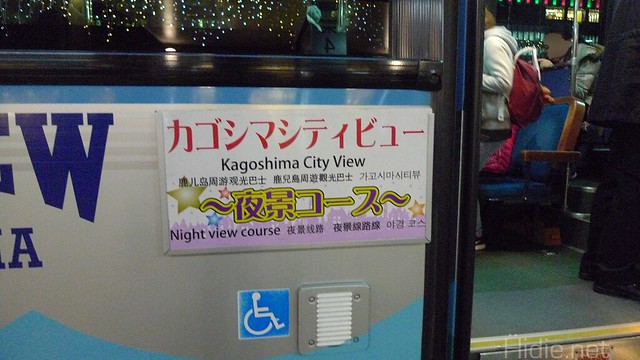 EW
IA
カゴシマシティビュー
Kagoshima City View
鹿儿岛周游观光巴士 鹿兒島周遊觀光巴士 가고시마시티뷰
～夜景コース～
Night view course 夜景线路 夜景線路線 야경 코스
Hidie.net